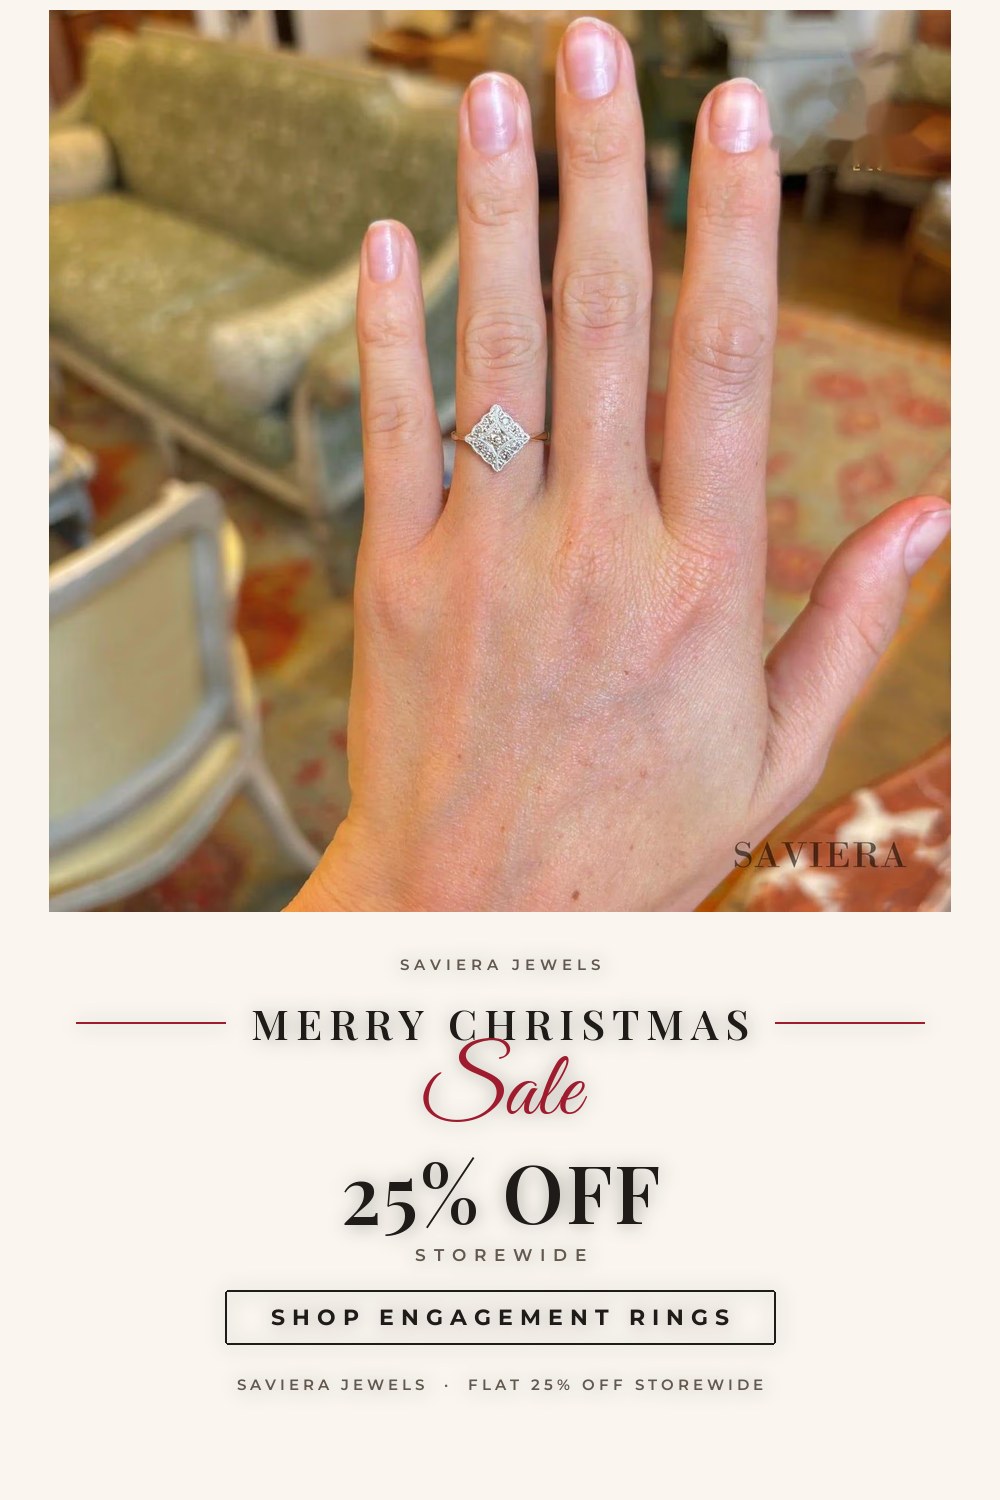 SAVIERA
SAVIERA JEWELS
MERRY CHRISTMAS
Sale
25% OFF
STOREWIDE
SHOP ENGAGEMENT RINGS
SAVIERA JEWELS · FLAT 25% OFF STOREWIDE